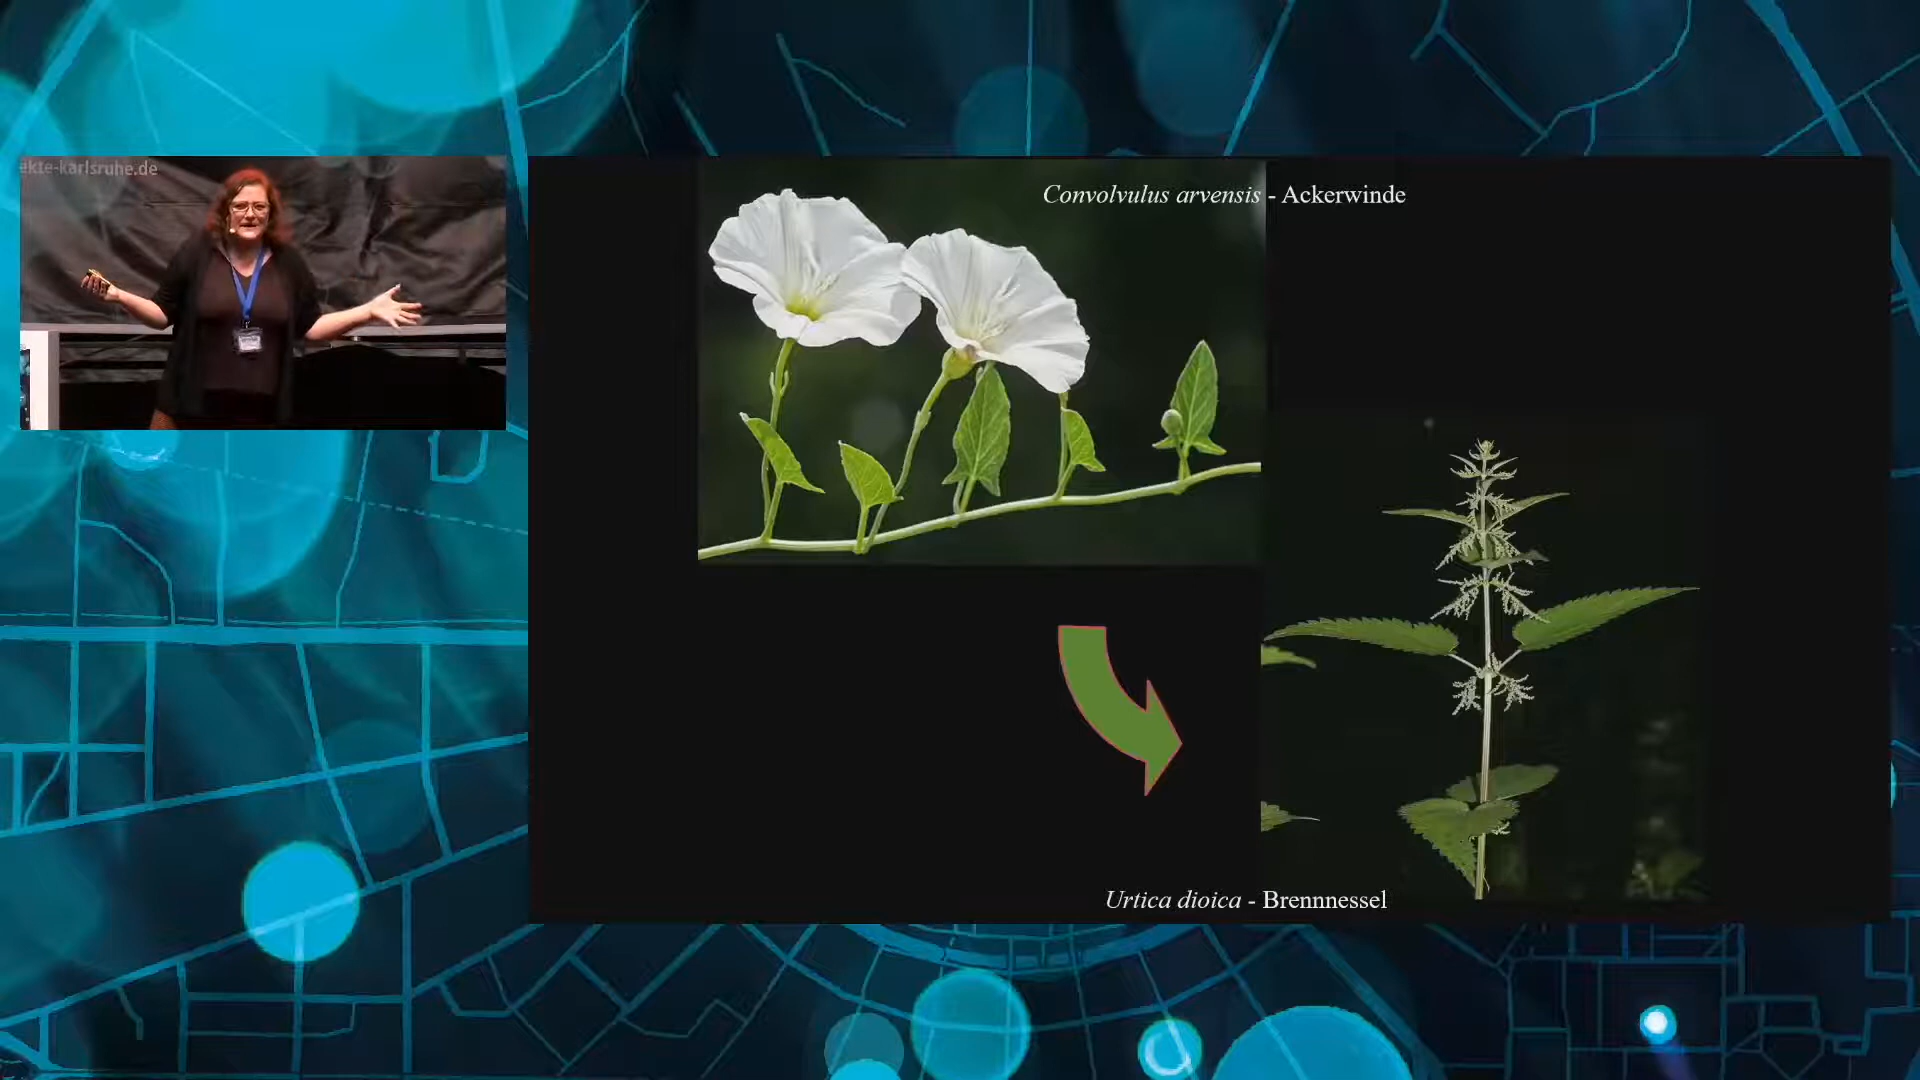 ekte-karlsruhe.de
Convolvulus arvensis - Ackerwinde
Urtica dioica - Brennnessel